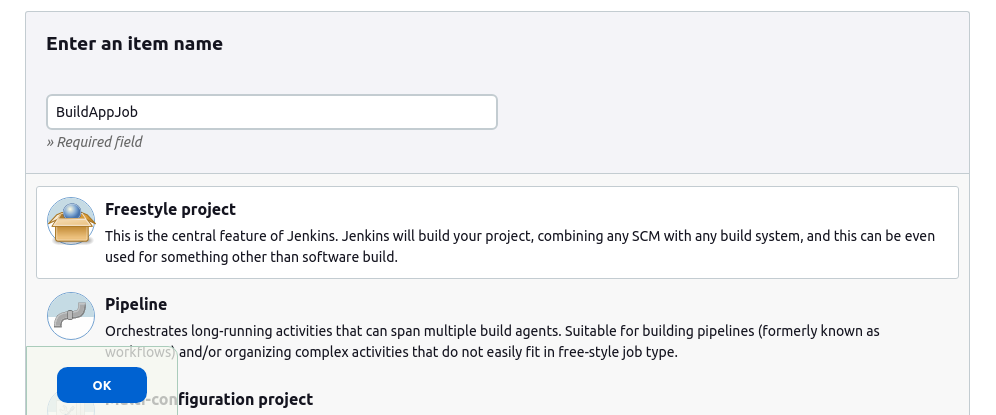 Enter an item name
BuildAppJob
» Required field
Freestyle project
This is the central feature of Jenkins. Jenkins will build your project, combining any SCM with any build system, and this can be even
used for something other than software build.
Pipeline
Orchestrates long-running activities that can span multiple build agents. Suitable for building pipelines (formerly known as
workflows) and/or organizing complex activities that do not easily fit in free-style job type.
OK
Multi-configuration project